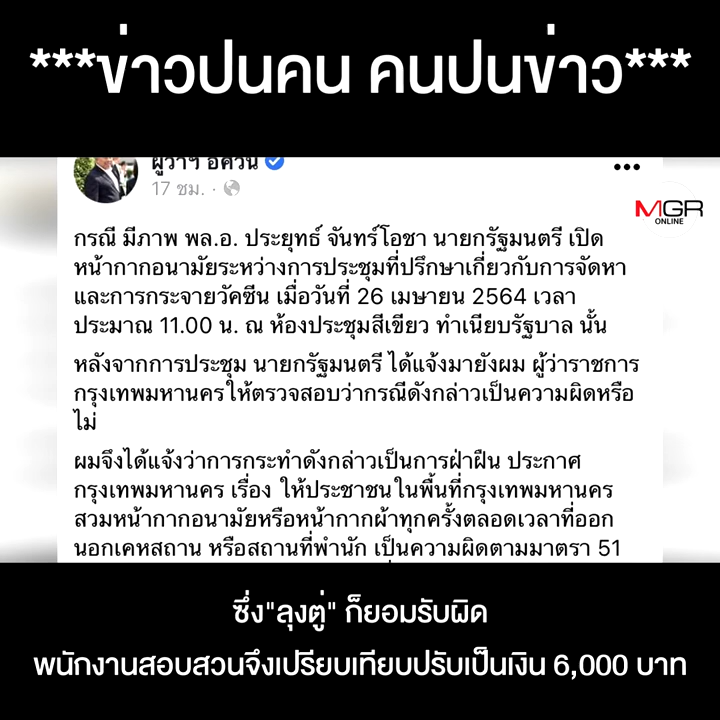 ***ข่าวปนคน คนปนข่าว***
ผู้ว่าฯ อัศวิน
17 ชม. ·
MGR
ONLINE
กรณี มีภาพ พล.อ. ประยุทธ์ จันทร์โอชา นายกรัฐมนตรี เปิด
หน้ากากอนามัยระหว่างการประชุมที่ปรึกษาเกี่ยวกับการจัดหา
และการกระจายวัคซีน เมื่อวันที่ 26 เมษายน 2564 เวลา
ประมาณ 11.00 น. ณ ห้องประชุมสีเขียว ทำเนียบรัฐบาล นั้น
หลังจากการประชุม นายกรัฐมนตรี ได้แจ้งมายังผม ผู้ว่าราชการ
กรุงเทพมหานครให้ตรวจสอบว่ากรณีดังกล่าวเป็นความผิดหรือ
ไม่
ผมจึงได้แจ้งว่าการกระทำดังกล่าวเป็นการฝ่าฝืน ประกาศ
กรุงเทพมหานคร เรื่อง ให้ประชาชนในพื้นที่กรุงเทพมหานคร
สวมหน้ากากอนามัยหรือหน้ากากผ้าทุกครั้งตลอดเวลาที่ออก
นอกเคหสถาน หรือสถานที่พำนัก เป็นความผิดตามมาตรา 51
ซึ่ง"ลุงตู่" ก็ยอมรับผิด
พนักงานสอบสวนจึงเปรียบเทียบปรับเป็นเงิน 6,000 บาท